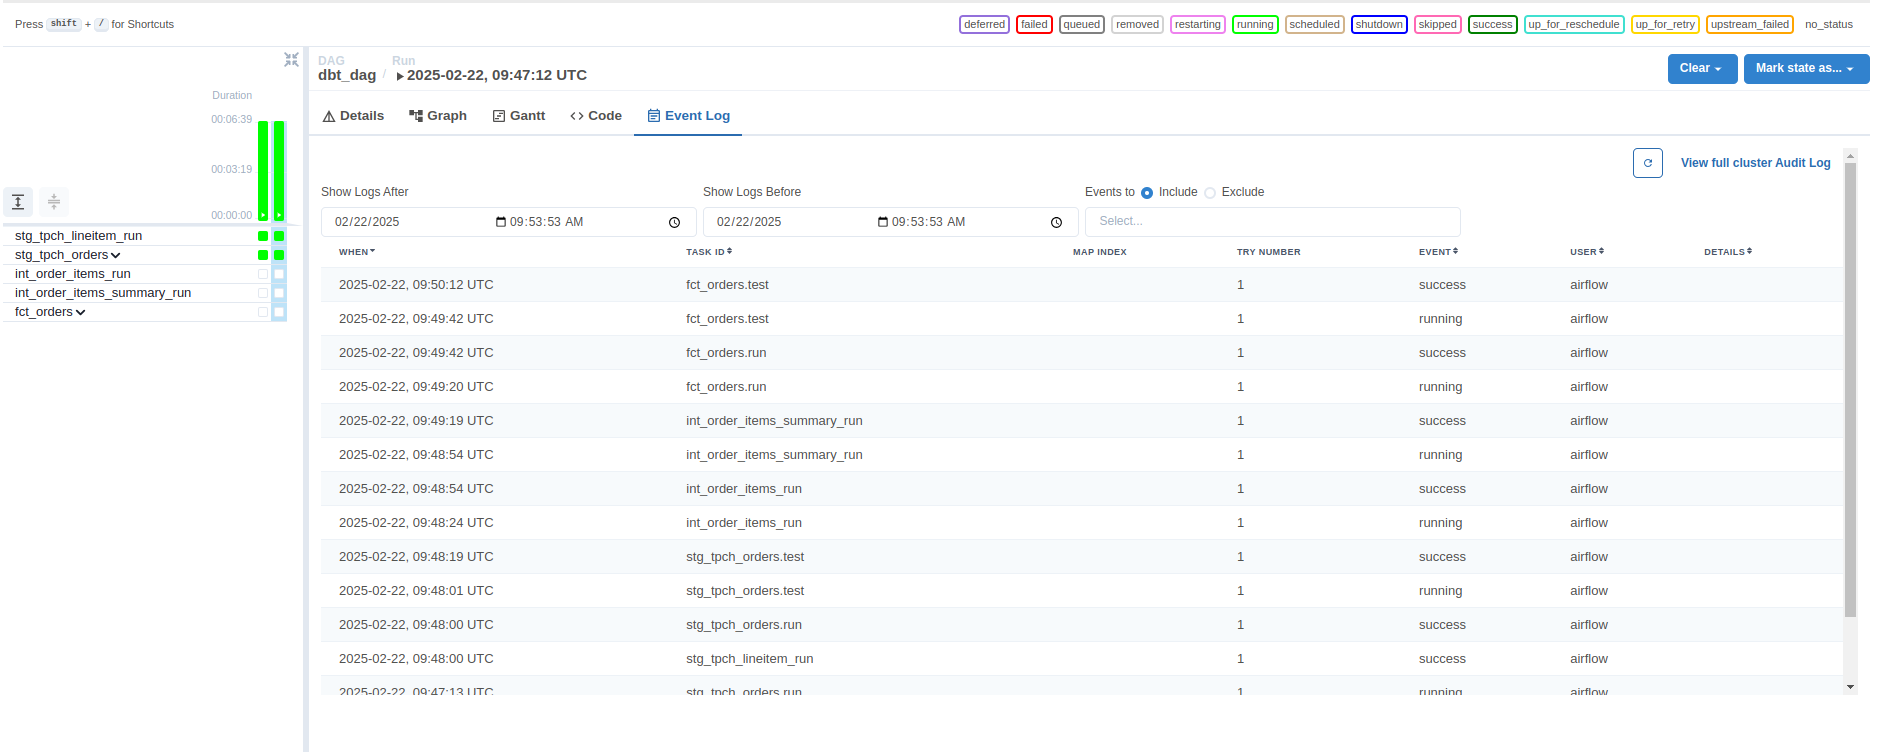 Press shift + / for Shortcuts
deferred failed queued removed restarting running scheduled shutdown skipped success up_for_reschedule up_for_retry upstream_failed no_status
DAG
dbt_dag
/
Run
2025-02-22, 09:47:12 UTC
Clear
Mark state as...
Details
Graph
Gantt
Code
Event Log
Duration
00:06:39
00:03:19
00:00:00
stg_tpch_lineitem_run
stg_tpch_orders
int_order_items_run
int_order_items_summary_run
fct_orders
View full cluster Audit Log
Show Logs After
02/22/2025 09:53:53 AM
Show Logs Before
02/22/2025 09:53:53 AM
Events to Include Exclude
Select...
WHEN TASK ID MAP INDEX TRY NUMBER EVENT USER DETAILS
2025-02-22, 09:50:12 UTC fct_orders.test 1 success airflow
2025-02-22, 09:49:42 UTC fct_orders.test 1 running airflow
2025-02-22, 09:49:42 UTC fct_orders.run 1 success airflow
2025-02-22, 09:49:20 UTC fct_orders.run 1 running airflow
2025-02-22, 09:49:19 UTC int_order_items_summary_run 1 success airflow
2025-02-22, 09:48:54 UTC int_order_items_summary_run 1 running airflow
2025-02-22, 09:48:54 UTC int_order_items_run 1 success airflow
2025-02-22, 09:48:24 UTC int_order_items_run 1 running airflow
2025-02-22, 09:48:19 UTC stg_tpch_orders.test 1 success airflow
2025-02-22, 09:48:01 UTC stg_tpch_orders.test 1 running airflow
2025-02-22, 09:48:00 UTC stg_tpch_orders.run 1 success airflow
2025-02-22, 09:48:00 UTC stg_tpch_lineitem_run 1 success airflow
2025-02-22, 09:47:13 UTC stg_tpch_orders.run 1 running airflow